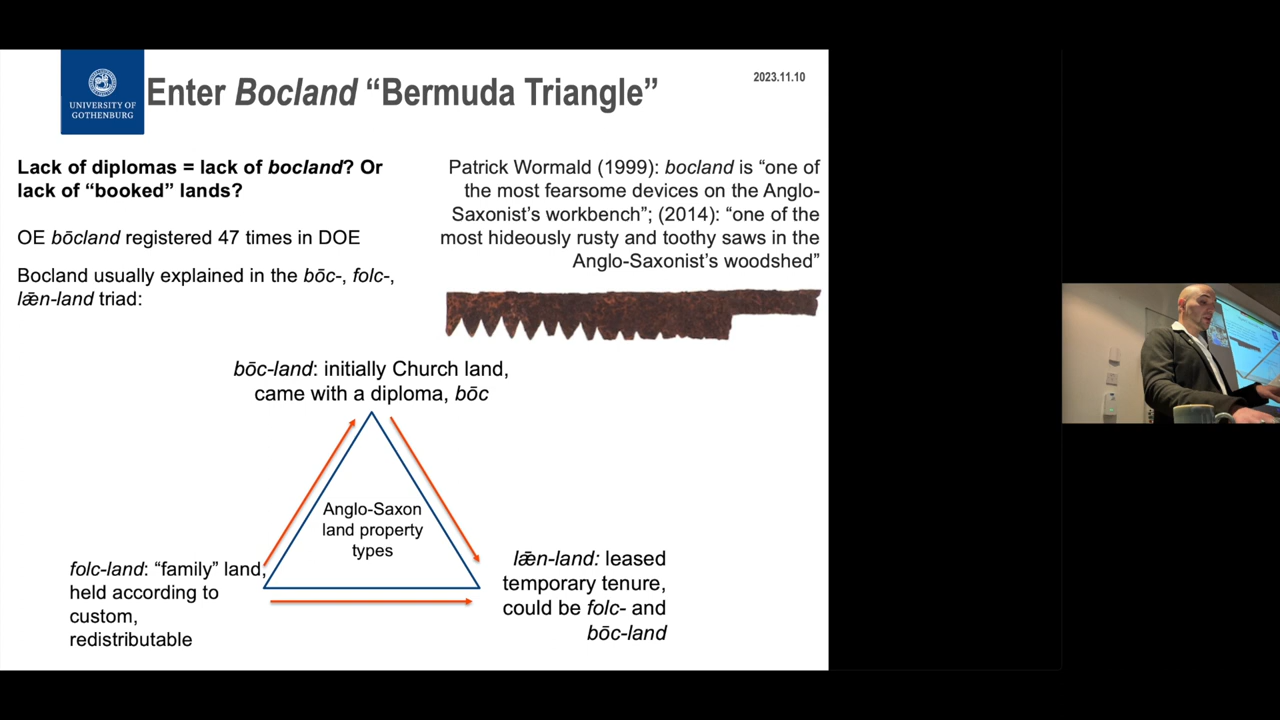 UNIVERSITY OF
GOTHENBURG
Enter Bocland “Bermuda Triangle”
2023.11.10
Lack of diplomas = lack of bocland? Or
lack of “booked” lands?
OE bōcland registered 47 times in DOE
Bocland usually explained in the bōc-, folc-,
lǣn-land triad:
Patrick Wormald (1999): bocland is “one of
the most fearsome devices on the Anglo-
Saxonist’s workbench”; (2014): “one of the
most hideously rusty and toothy saws in the
Anglo-Saxonist’s woodshed”
bōc-land: initially Church land,
came with a diploma, bōc
Anglo-Saxon
land property
types
folc-land: “family” land,
held according to
custom,
redistributable
lǣn-land: leased
temporary tenure,
could be folc- and
bōc-land